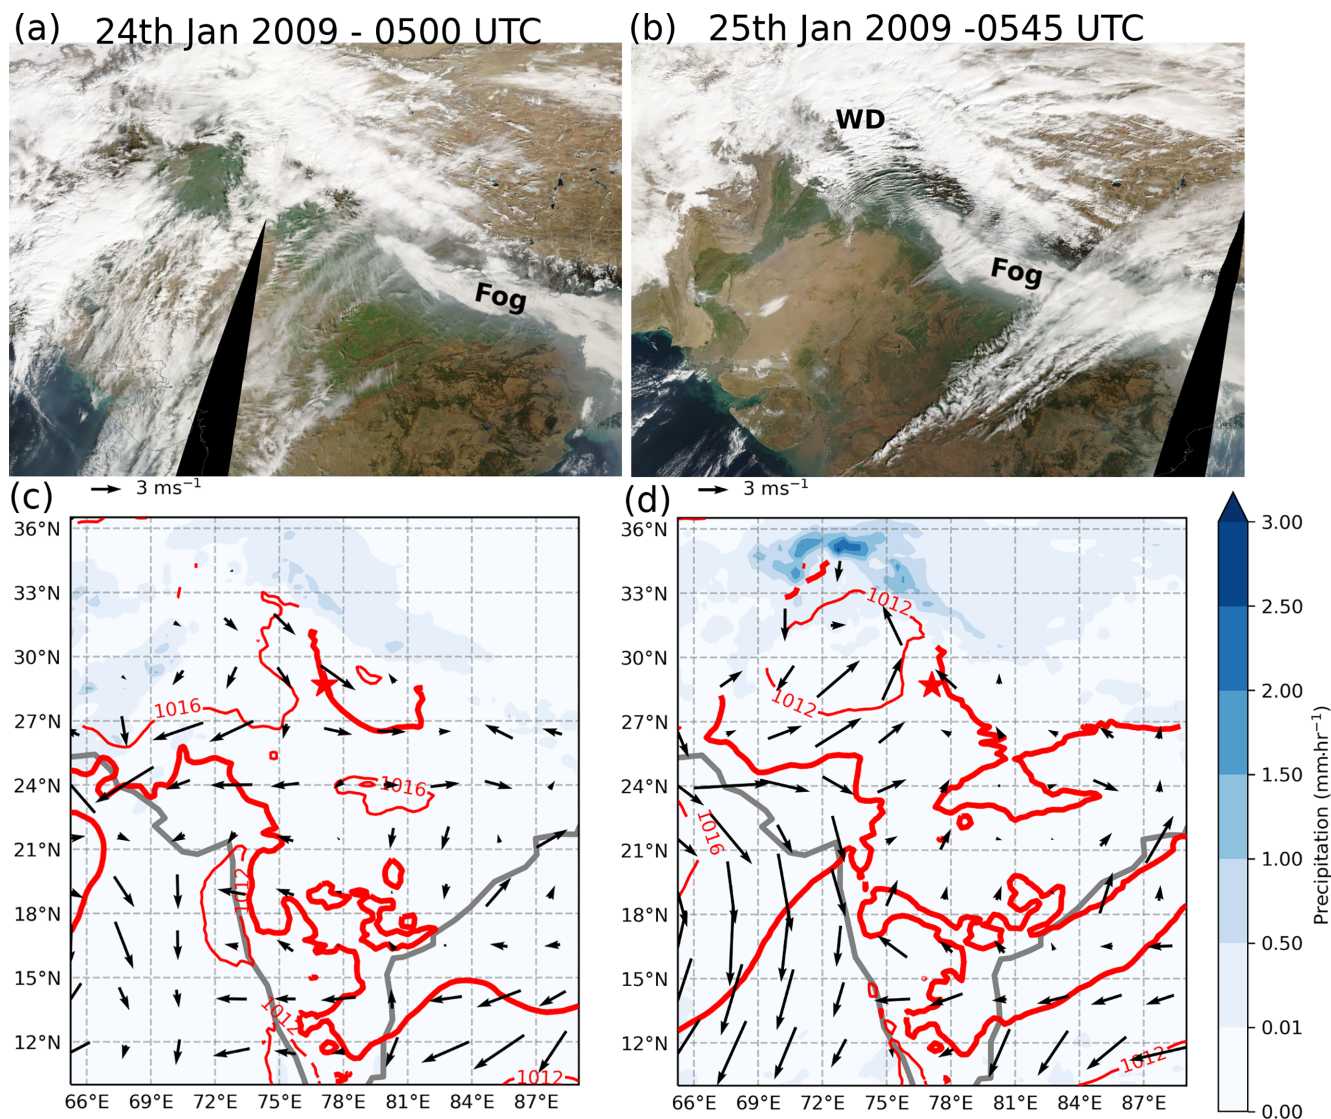 (a) 24th Jan 2009 - 0500 UTC
(b) 25th Jan 2009 -0545 UTC
Fog
WD
Fog
(c) 3 ms⁻¹
36°N
33°N
30°N
27°N
24°N
21°N
18°N
15°N
12°N
1016
1016
1012
1012
1012
66°E 69°E 72°E 75°E 78°E 81°E 84°E 87°E
(d) 3 ms⁻¹
36°N
33°N
30°N
27°N
24°N
21°N
18°N
15°N
12°N
1012
1012
1016
1012
66°E 69°E 72°E 75°E 78°E 81°E 84°E 87°E
3.00
2.50
2.00
1.50
1.00
0.50
0.01
0.00
Precipitation (mm·hr⁻¹)